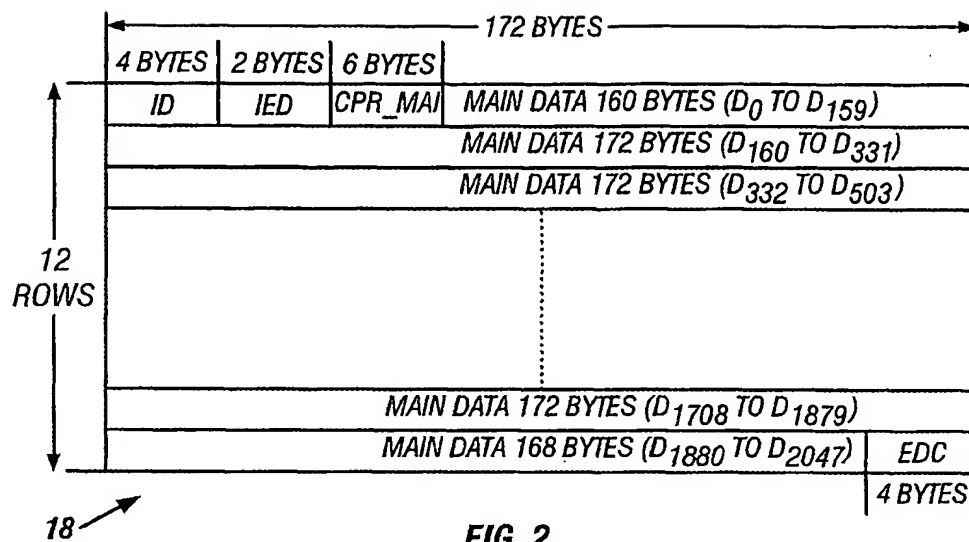 172 BYTES
4 BYTES 2 BYTES 6 BYTES
ID IED CPR_MAI MAIN DATA 160 BYTES (D0 TO D159)
MAIN DATA 172 BYTES (D160 TO D331)
MAIN DATA 172 BYTES (D332 TO D503)
12
ROWS
MAIN DATA 172 BYTES (D1708 TO D1879)
MAIN DATA 168 BYTES (D1880 TO D2047) EDC
4 BYTES
18
FIG. 2